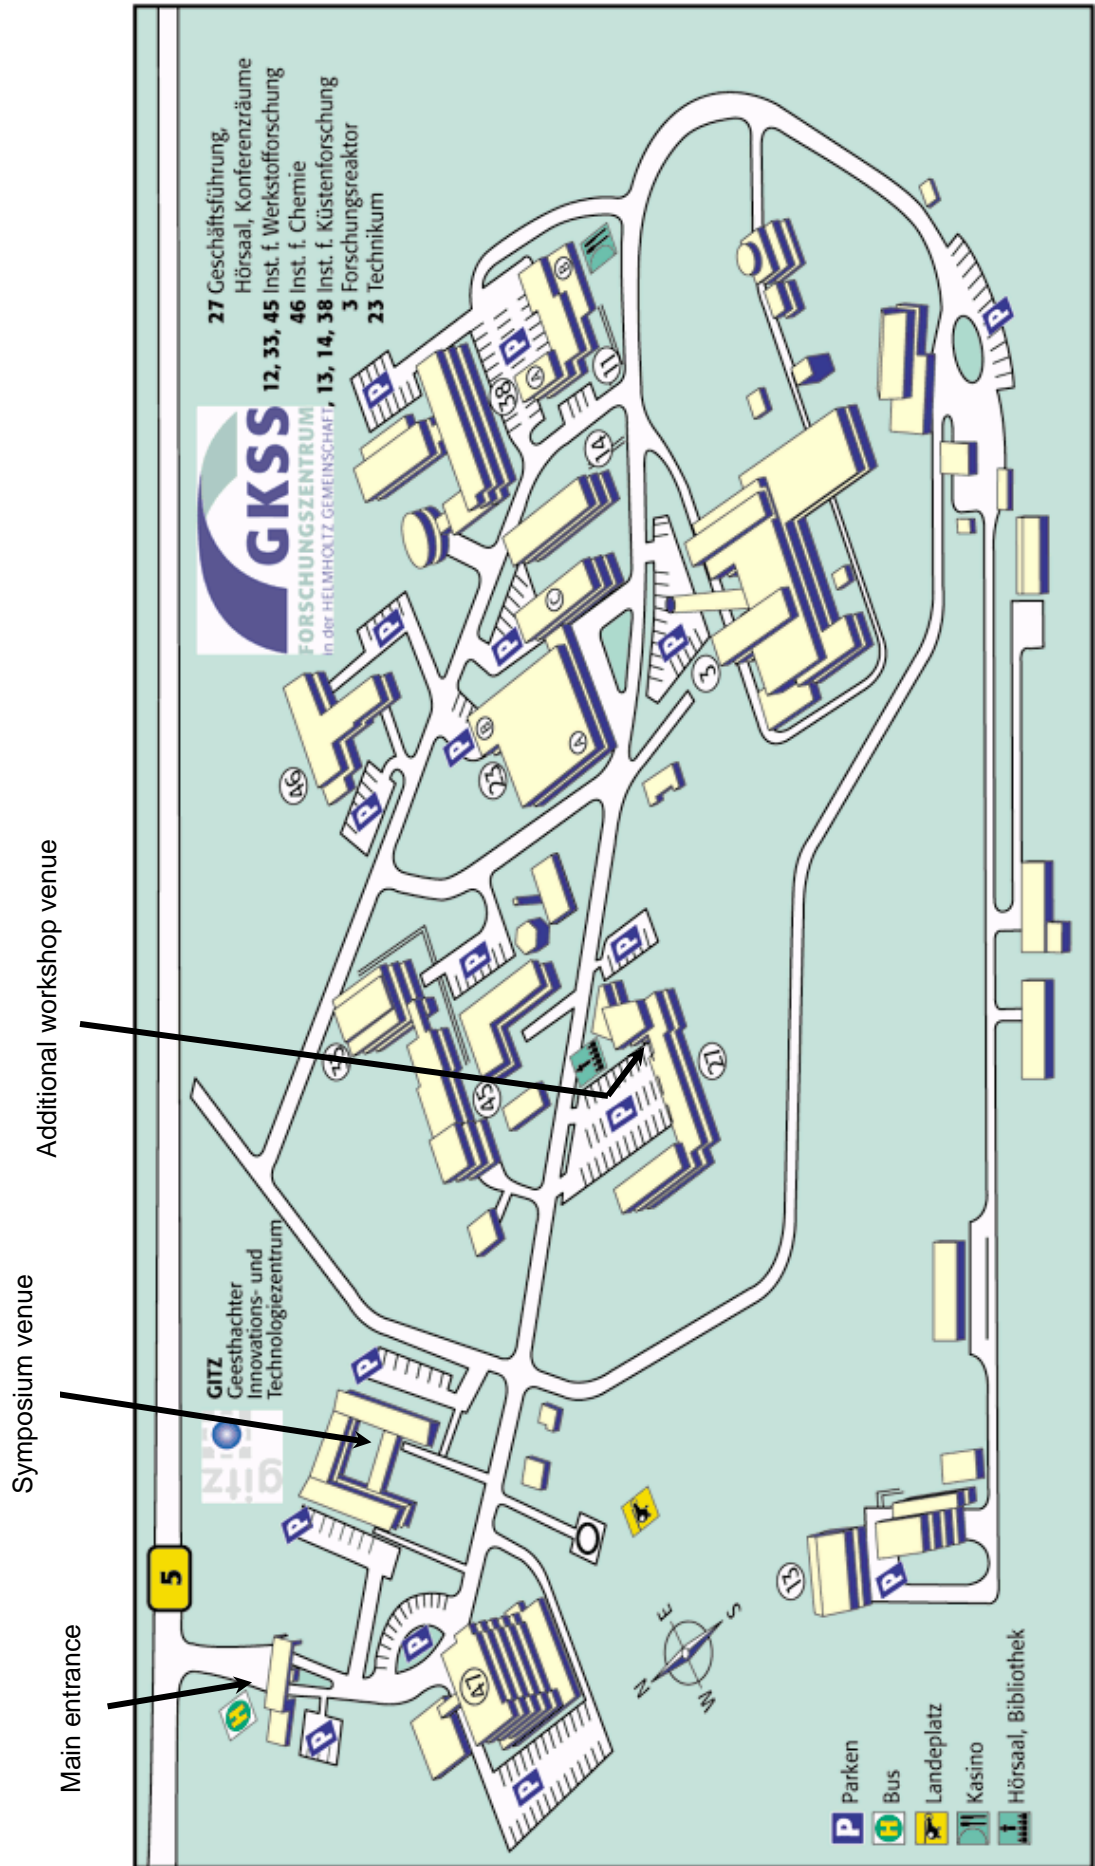 Main entrance
Symposium venue
Additional workshop venue
5
H
GITZ
Geesthachter
Innovations- und
Technologiezentrum
gitz
GKSS
FORSCHUNGSZENTRUM
in der HELMHOLTZ GEMEINSCHAFT
27 Geschäftsführung,
Hörsaal, Konferenzräume
12, 33, 45 Inst. f. Werkstofforschung
46 Inst. f. Chemie
, 13, 14, 38 Inst. f. Küstenforschung
3 Forschungsreaktor
23 Technikum
P
P
P
P
P
47
P
46
P
P
P
P
38
P
A
B
11
14
C
P
B
A
23
P
3
P
P
P
45
P
27
P
13
P
N
E
S
W
P Parken
H Bus
Landeplatz
Kasino
Hörsaal, Bibliothek